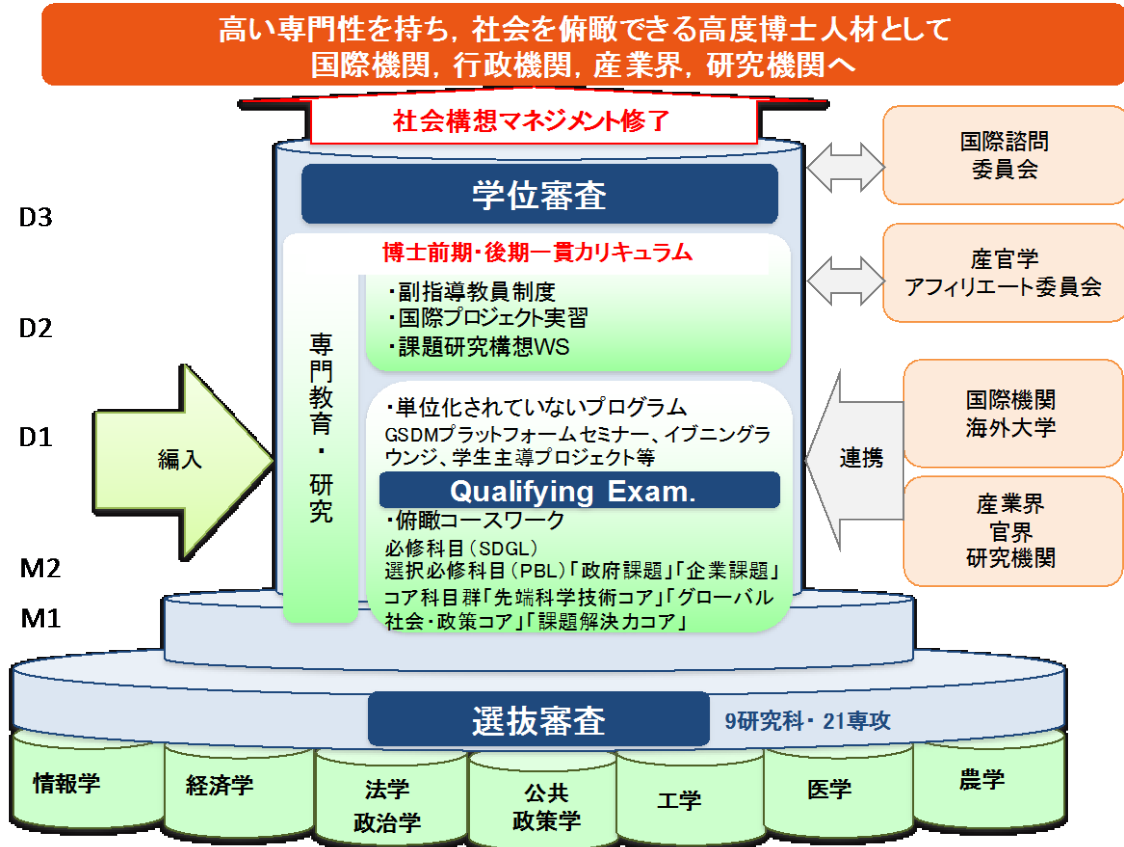 高い専門性を持ち，社会を俯瞰できる高度博士人材として
国際機関，行政機関，産業界，研究機関へ
社会構想マネジメント修了
学位審査
博士前期・後期一貫カリキュラム
・副指導教員制度
・国際プロジェクト実習
・課題研究構想WS
専門教育・研究
・単位化されていないプログラム
GSDMプラットフォームセミナー、イブニングラ
ウンジ、学生主導プロジェクト等
Qualifying Exam.
・俯瞰コースワーク
必修科目（SDGL）
選択必修科目（PBL）「政府課題」「企業課題」
コア科目群「先端科学技術コア」「グローバル
社会・政策コア」「課題解決力コア」
D3
D2
D1
M2
M1
編入
国際諮問
委員会
産官学
アフィリエート委員会
連携
国際機関
海外大学
産業界
官界
研究機関
選抜審査
9研究科・21専攻
情報学
経済学
法学
政治学
公共
政策学
工学
医学
農学